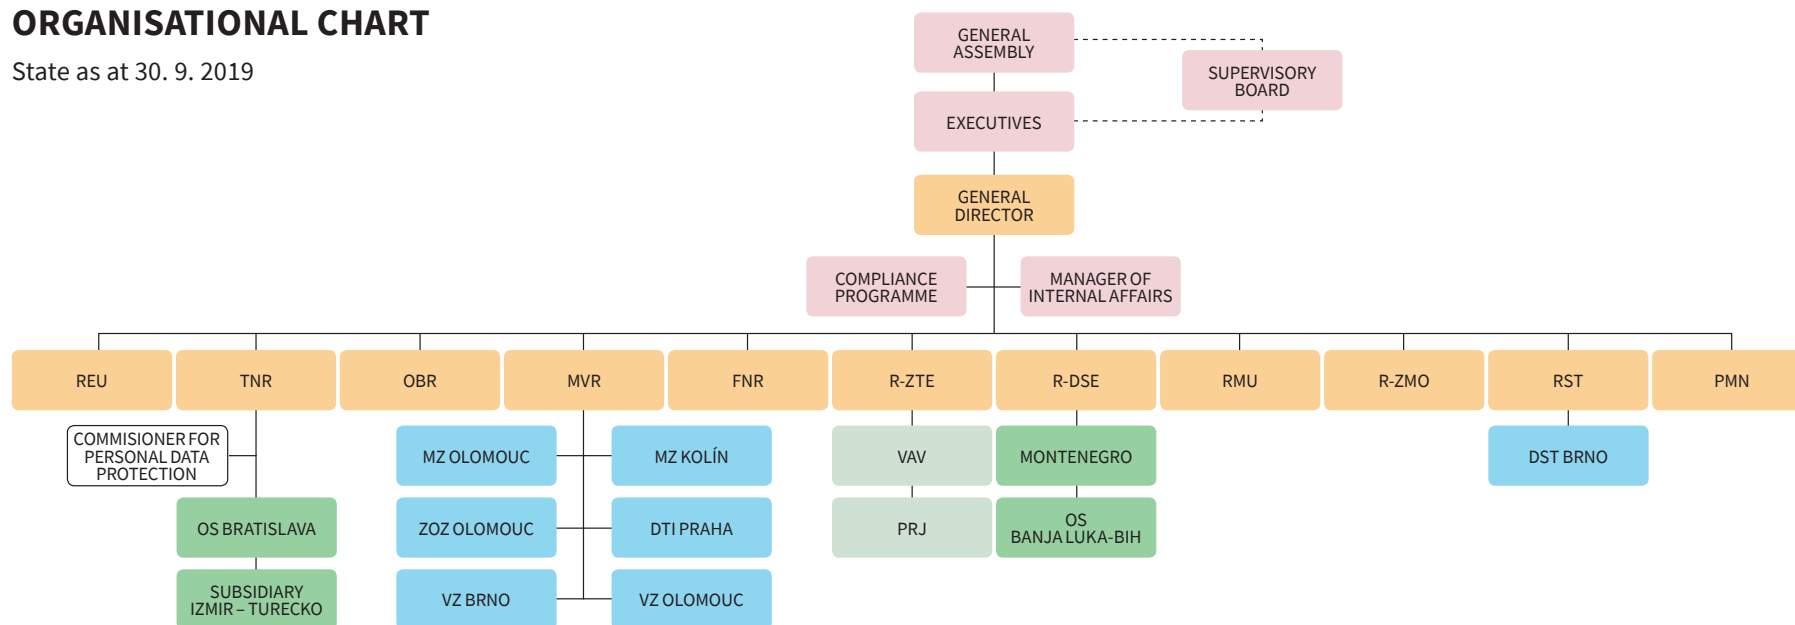 ORGANISATIONAL CHART
State as at 30. 9. 2019
GENERAL
ASSEMBLY
SUPERVISORY
BOARD
EXECUTIVES
GENERAL
DIRECTOR
COMPLIANCE
PROGRAMME
MANAGER OF
INTERNAL AFFAIRS
REU
TNR
OBR
MVR
FNR
R-ZTE
R-DSE
RMU
R-ZMO
RST
PMN
COMMISIONER FOR
PERSONAL DATA
PROTECTION
MZ OLOMOUC
MZ KOLÍN
VAV
MONTENEGRO
DST BRNO
OS BRATISLAVA
ZOZ OLOMOUC
DTI PRAHA
PRJ
OS
BANJA LUKA-BIH
SUBSIDIARY
IZMIR – TURECKO
VZ BRNO
VZ OLOMOUC